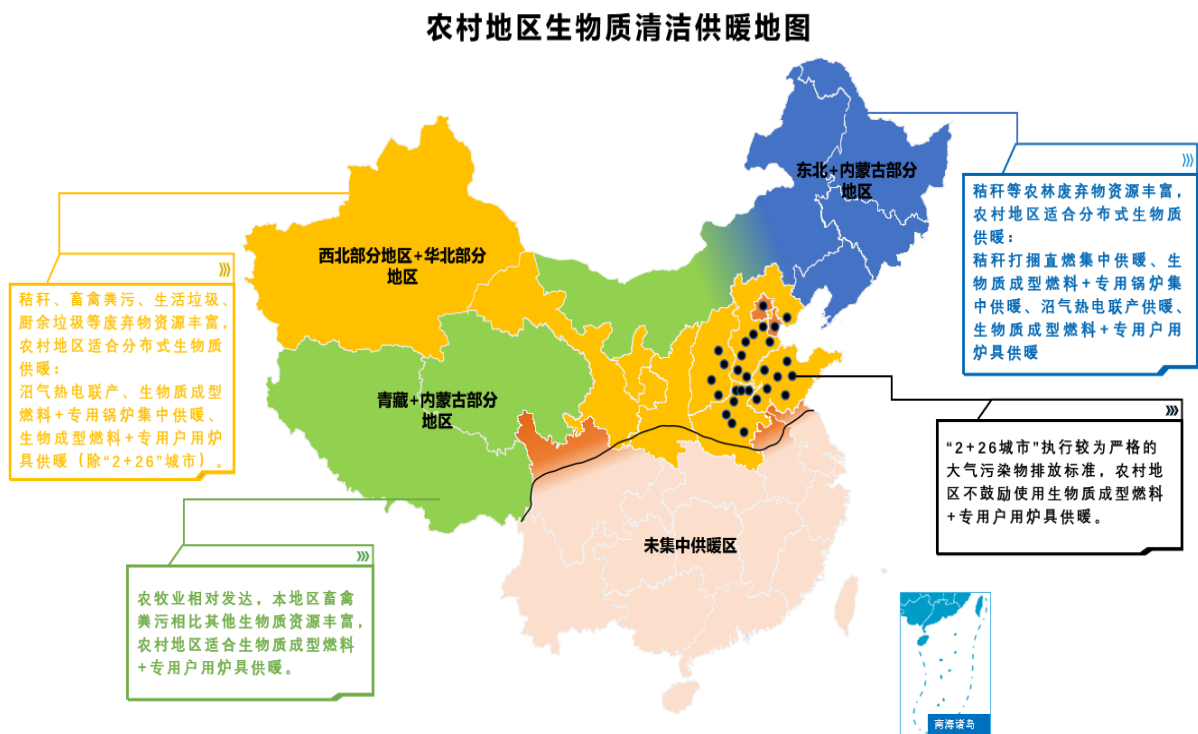 农村地区生物质清洁供暖地图
东北+内蒙古部分
地区
秸秆等农林废弃物资源丰富，
农村地区适合分布式生物质
供暖：
秸秆打捆直燃集中供暖、生
物质成型燃料+专用锅炉集
中供暖、沼气热电联产供暖、
生物质成型燃料+专用户用
炉具供暖
西北部分地区+华北部分
地区
秸秆、畜禽粪污、生活垃圾、
厨余垃圾等废弃物资源丰富，
农村地区适合分布式生物质
供暖：
沼气热电联产、生物质成型
燃料+专用锅炉集中供暖、
生物成型燃料+专用户用炉
具供暖（除“2+26”城市）。
青藏+内蒙古部分
地区
“2+26城市”执行较为严格的
大气污染物排放标准，农村地
区不鼓励使用生物质成型燃料
+专用户用炉具供暖。
未集中供暖区
农牧业相对发达，本地区畜禽
粪污相比其他生物质资源丰富，
农村地区适合生物质成型燃料
+专用户用炉具供暖。
南海诸岛